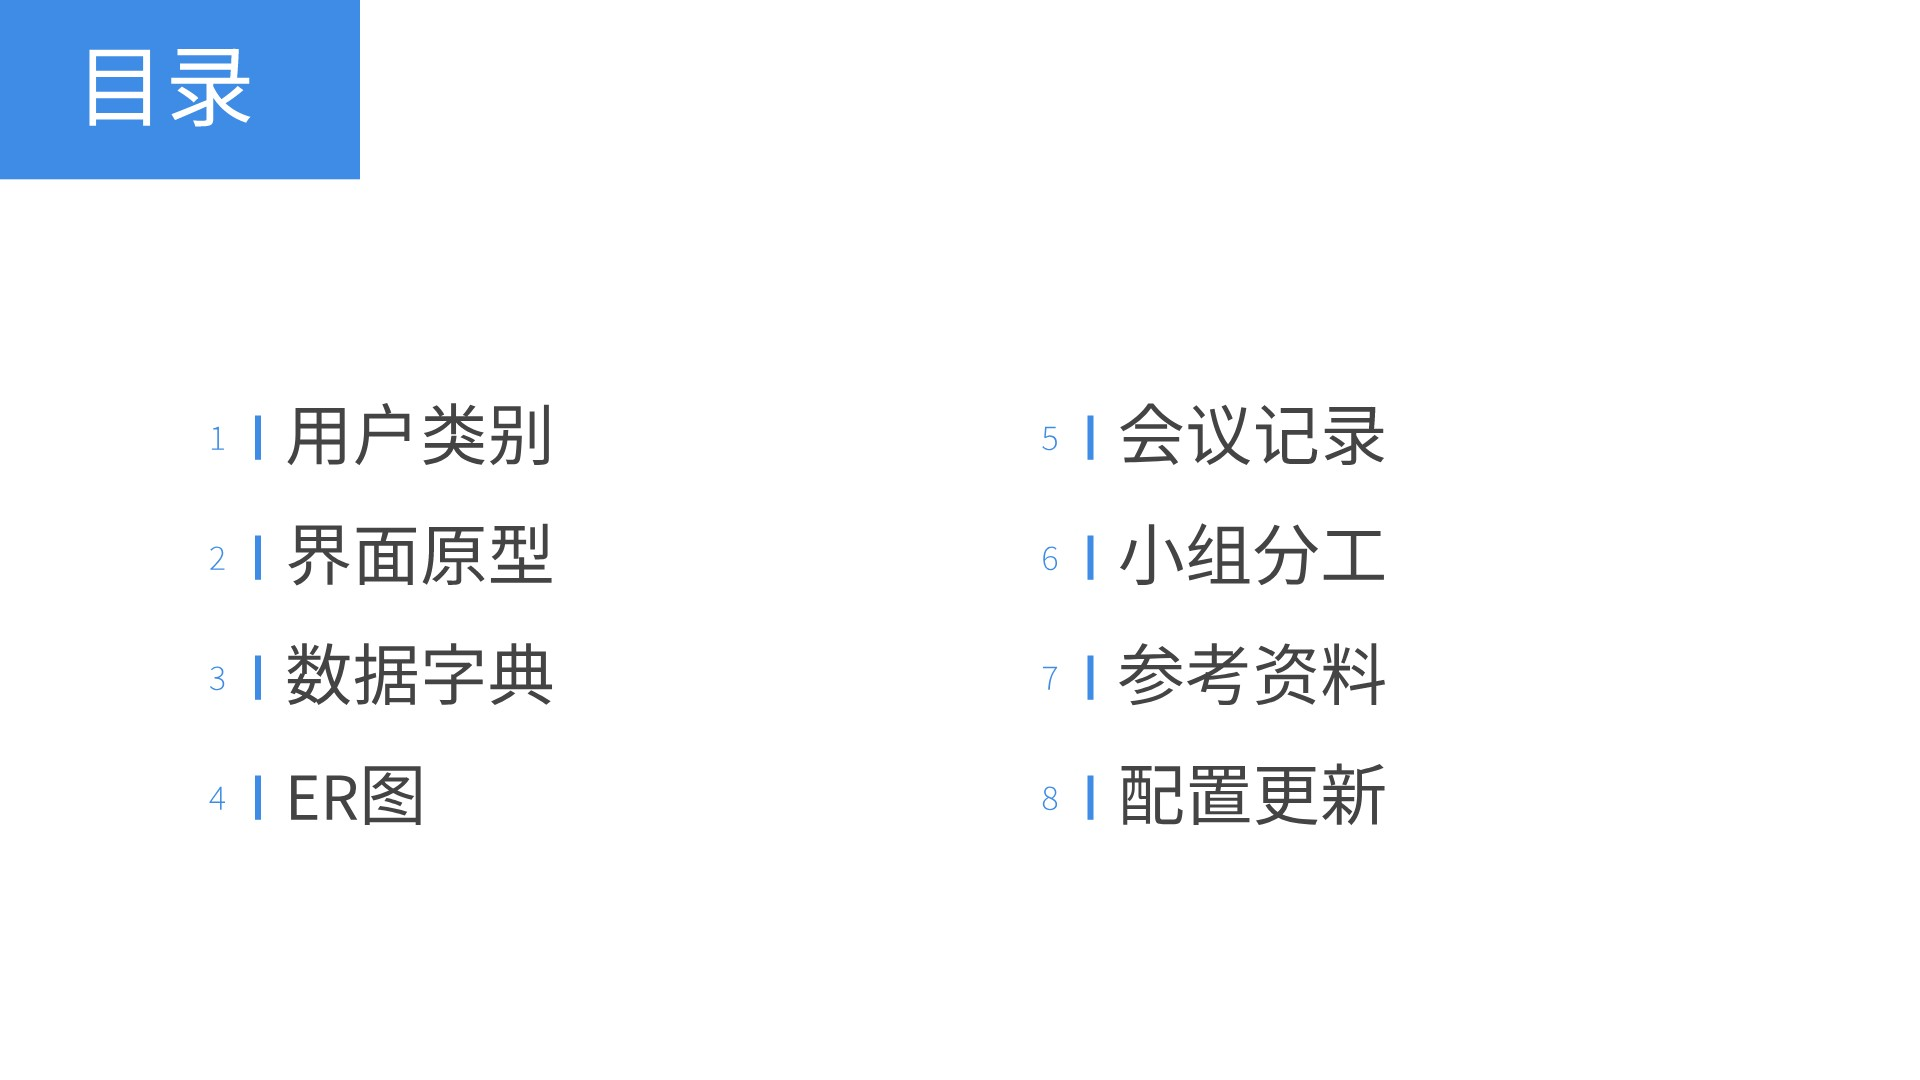 目录
1 用户类别
2 界面原型
3 数据字典
4 ER图
5 会议记录
6 小组分工
7 参考资料
8 配置更新